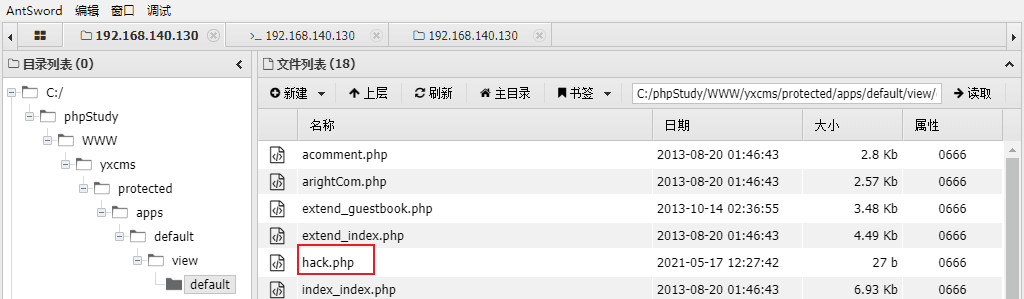 AntSword 编辑 窗口 调试
192.168.140.130 >_ 192.168.140.130 192.168.140.130
目录列表 (0)
文件列表 (18)
新建 上层 刷新 主目录 书签 C:/phpStudy/WWW/yxcms/protected/apps/default/view/ 读取
C:/
phpStudy
WWW
yxcms
protected
apps
default
view
default
名称 日期 大小 属性
acomment.php 2013-08-20 01:46:43 2.8 Kb 0666
arightCom.php 2013-08-20 01:46:43 2.57 Kb 0666
extend_guestbook.php 2013-10-14 02:36:55 3.48 Kb 0666
extend_index.php 2013-08-20 01:46:43 4.49 Kb 0666
hack.php 2021-05-17 12:27:42 27 b 0666
index_index.php 2013-08-20 01:46:43 6.93 Kb 0666